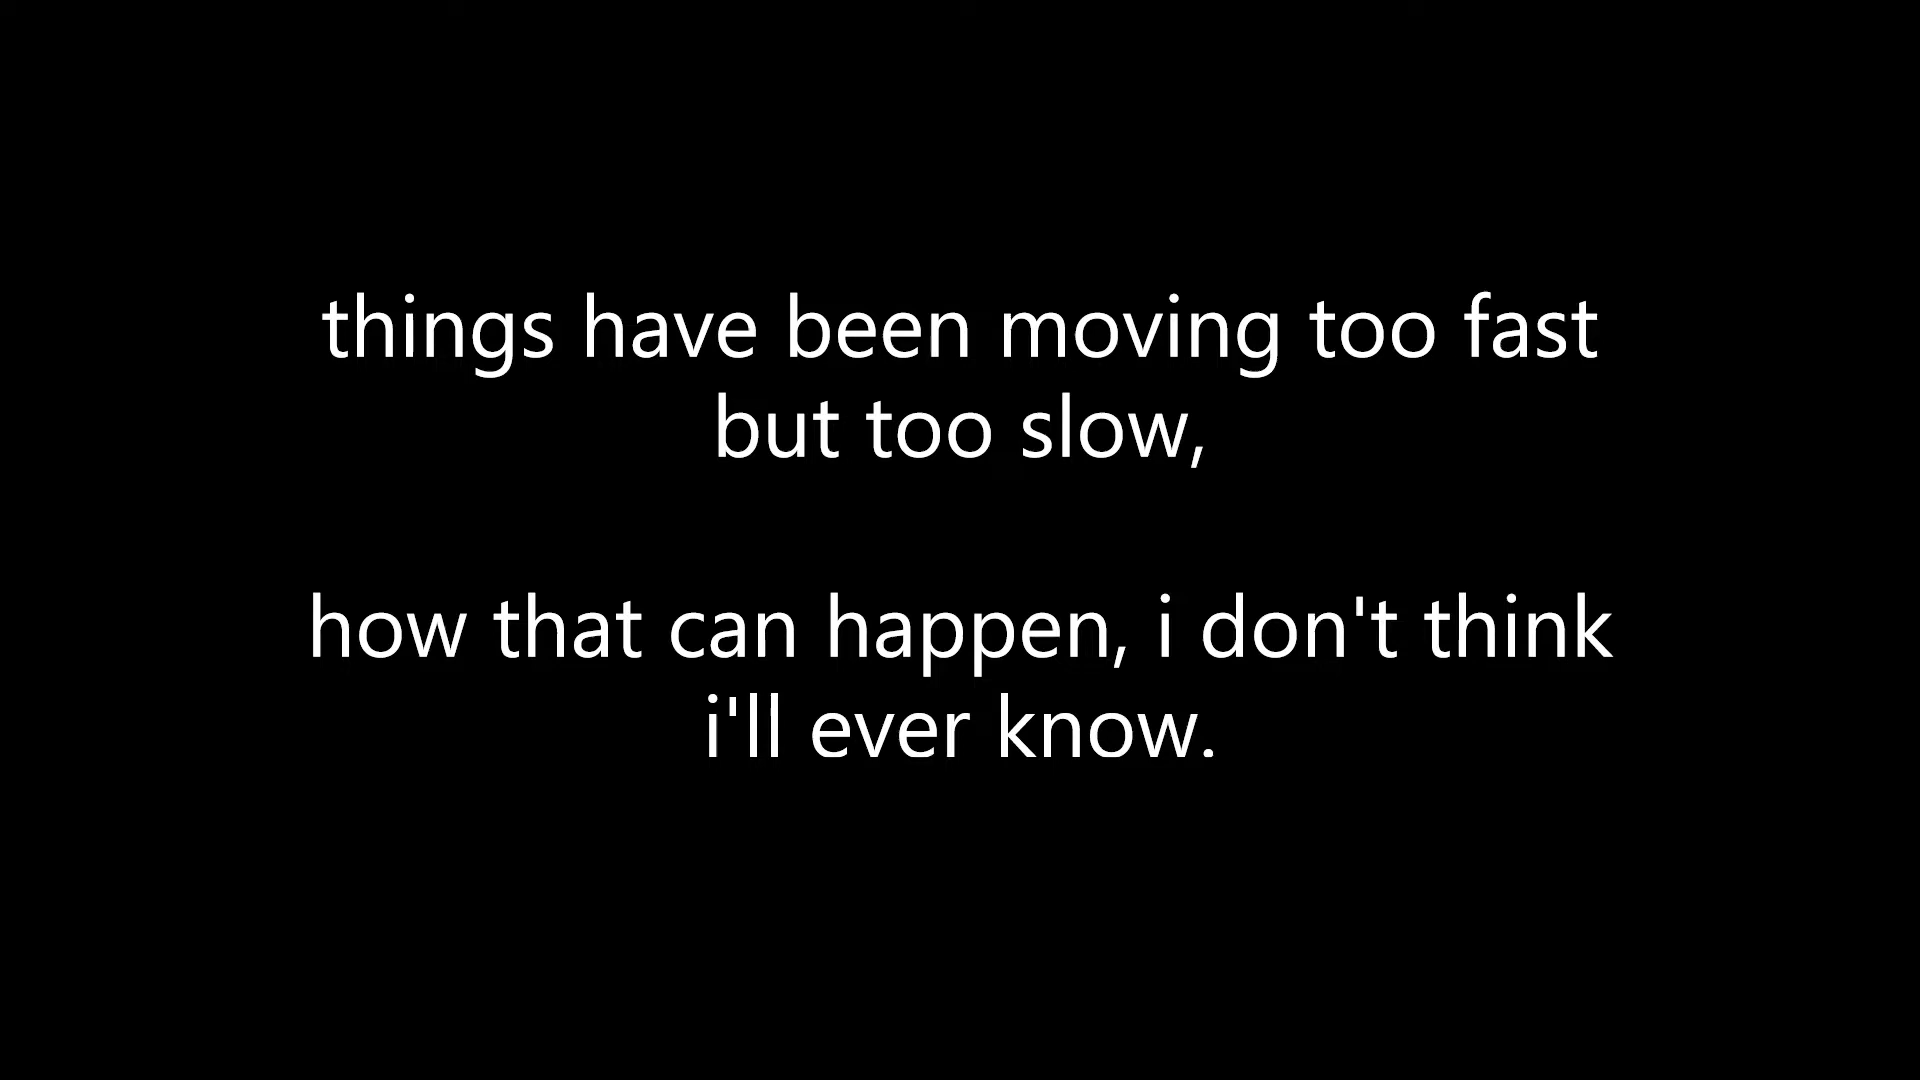 things have been moving too fast
but too slow,
how that can happen, i don't think
i'll ever know.